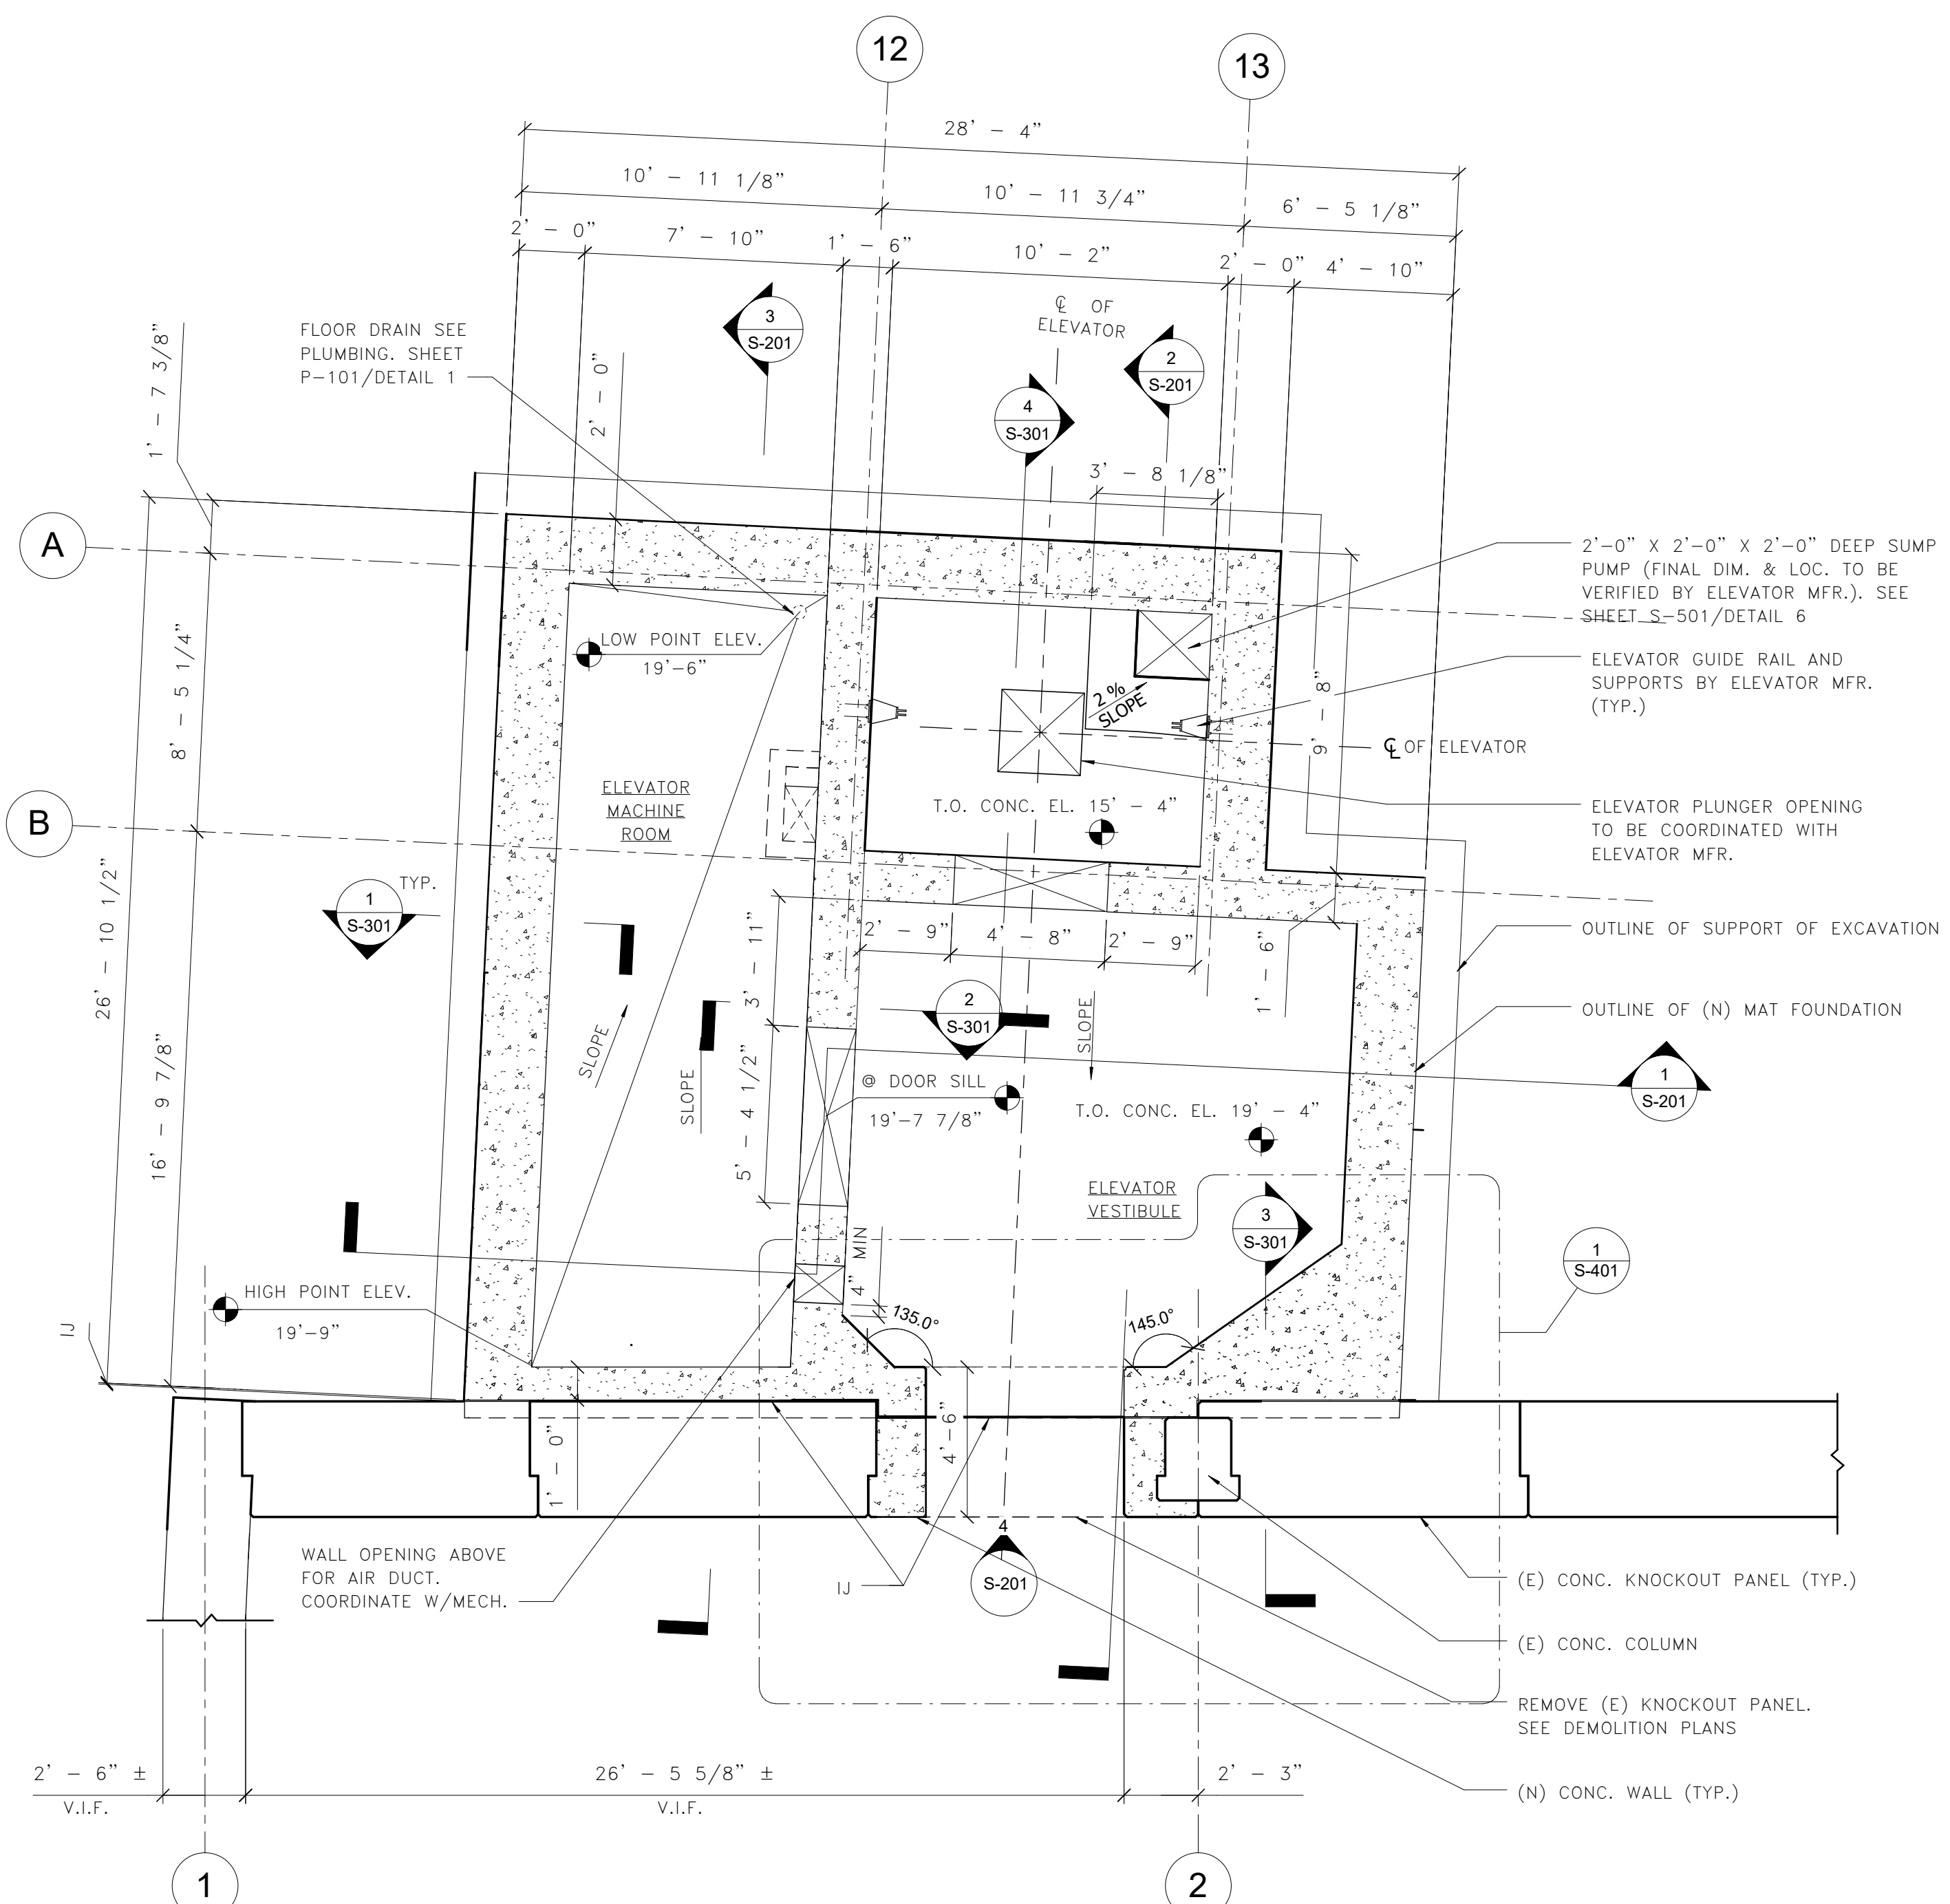 12
13
28' - 4"
10' - 11 1/8"
10' - 11 3/4"
6' - 5 1/8"
2' - 0"
7' - 10"
1' - 6"
10' - 2"
2' - 0"
4' - 10"
3
S-201
℄ OF
ELEVATOR
2
S-201
FLOOR DRAIN SEE
PLUMBING. SHEET
P-101/DETAIL 1
1' - 7 3/8"
2' - 0"
4
S-301
3' - 8 1/8"
A
2'-0" X 2'-0" X 2'-0" DEEP SUMP
PUMP (FINAL DIM. & LOC. TO BE
VERIFIED BY ELEVATOR MFR.). SEE
SHEET S-501/DETAIL 6
LOW POINT ELEV.
19'-6"
8' - 5 1/4"
2 %
SLOPE
9' - 8"
ELEVATOR GUIDE RAIL AND
SUPPORTS BY ELEVATOR MFR.
(TYP.)
℄ OF ELEVATOR
ELEVATOR
MACHINE
ROOM
T.O. CONC. EL. 15' - 4"
ELEVATOR PLUNGER OPENING
TO BE COORDINATED WITH
ELEVATOR MFR.
B
26' - 10 1/2"
TYP.
1
S-301
2' - 9"
4' - 8"
2' - 9"
3' - 11"
1' - 6"
OUTLINE OF SUPPORT OF EXCAVATION
2
S-301
SLOPE
SLOPE
SLOPE
OUTLINE OF (N) MAT FOUNDATION
16' - 9 7/8"
5' - 4 1/2"
@ DOOR SILL
19'-7 7/8"
T.O. CONC. EL. 19' - 4"
1
S-201
ELEVATOR
VESTIBULE
3
S-301
4" MIN
1
S-401
HIGH POINT ELEV.
19'-9"
IJ
135.0°
145.0°
1' - 0"
4' - 6"
WALL OPENING ABOVE
FOR AIR DUCT.
COORDINATE W/MECH.
IJ
4
S-201
(E) CONC. KNOCKOUT PANEL (TYP.)
(E) CONC. COLUMN
REMOVE (E) KNOCKOUT PANEL.
SEE DEMOLITION PLANS
(N) CONC. WALL (TYP.)
2' - 6" ±
V.I.F.
26' - 5 5/8" ±
V.I.F.
2' - 3"
1
2